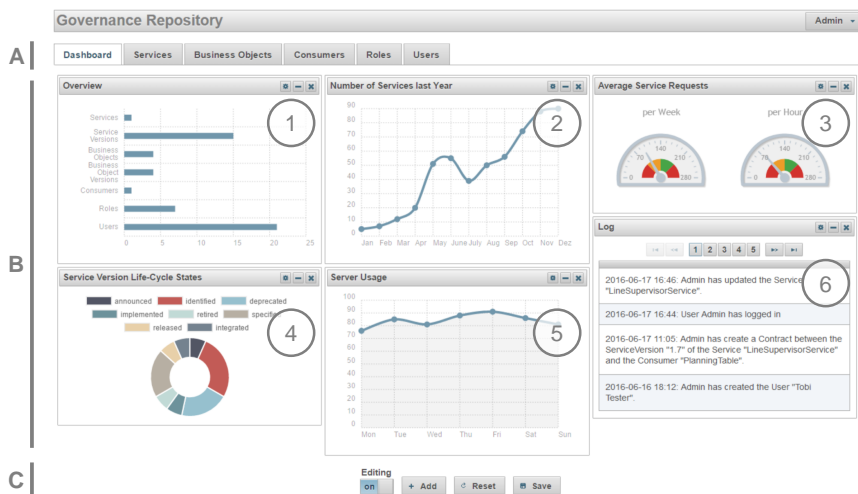 Governance Repository
Admin
A
Dashboard Services Business Objects Consumers Roles Users
B
Overview
Services
Service
Versions
Business
Objects
Business
Object
Versions
Consumers
Roles
Users
0 5 10 15 20 25
1
Number of Services last Year
90
80
70
60
50
40
30
20
10
0
Jan Feb Mar Apr May June July Aug Sep Oct Nov Dez
2
Average Service Requests
per Week
0 70 140 210 280
per Hour
0 70 140 210 280
3
Service Version Life-Cycle States
announced identified deprecated
implemented retired
released integrated
4
Server Usage
100
90
80
70
60
50
40
30
20
10
0
Mon Tue Wed Thu Fri Sat Sun
5
Log
1 2 3 4 5
2016-06-17 16:46: Admin has updated the Service
"LineSupervisorService".
2016-06-17 16:44: User Admin has logged in
2016-06-17 11:05: Admin has create a Contract between the
ServiceVersion "1.7" of the Service "LineSupervisorService"
and the Consumer "PlanningTable".
2016-06-16 18:12: Admin has created the User "Tobi
Tester".
6
C
Editing
on
+ Add Reset Save